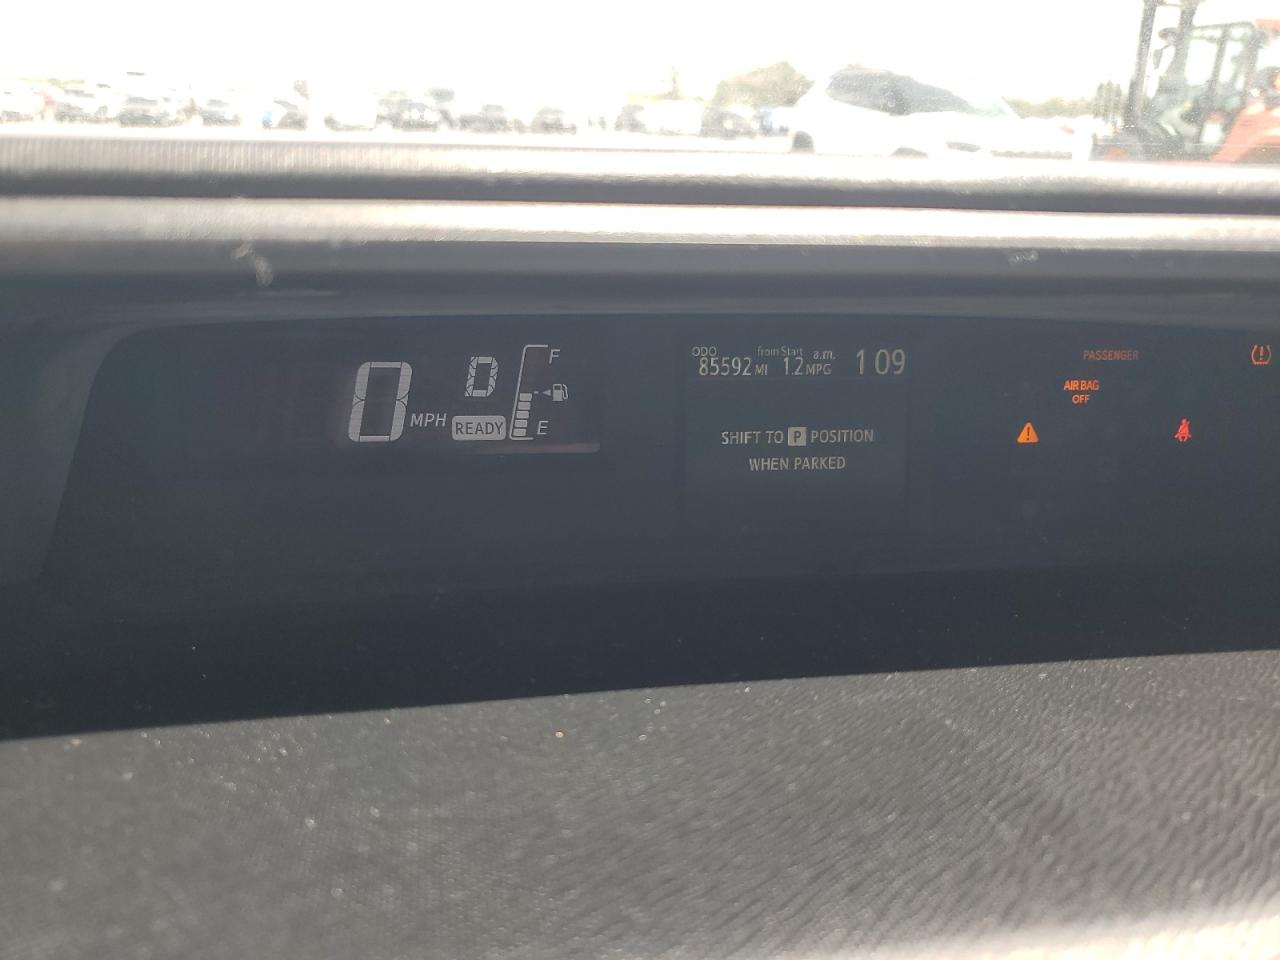 0 MPH
0
READY
F
E
ODO 85592 MI
from Start 1.2 MPG
a.m. 1 09
SHIFT TO P POSITION
WHEN PARKED
PASSENGER
AIR BAG
OFF